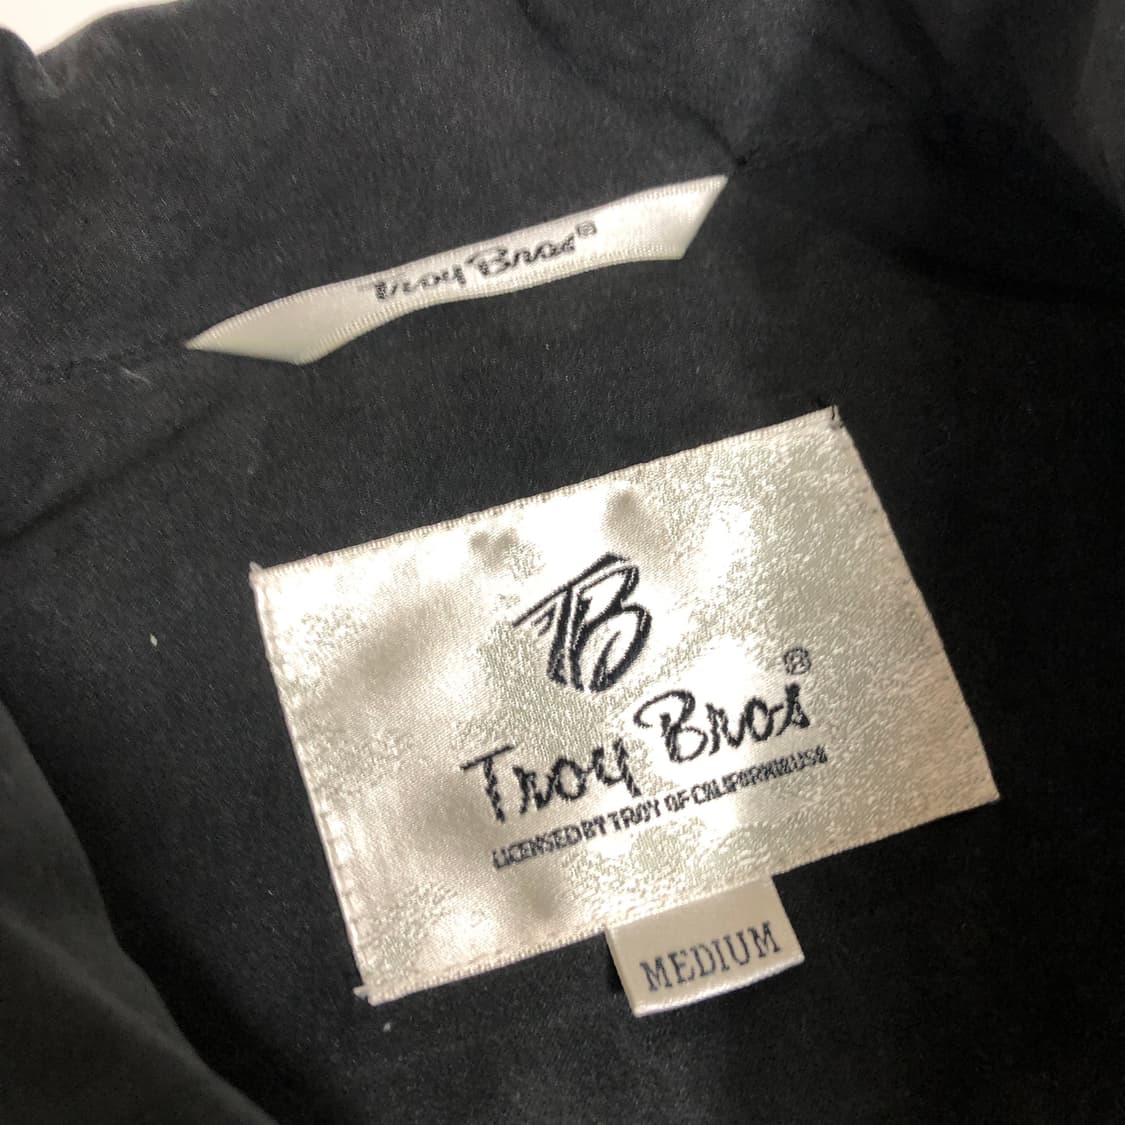 Troy Bros®
TB
Troy Bros®
LICENSED BY TROY OF CALIFORNIA USA
MEDIUM